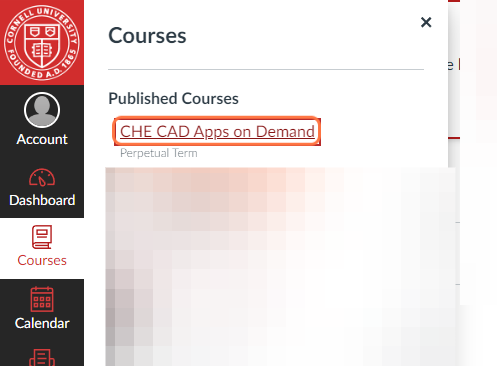 CORNELL UNIVERSITY
FOUNDED A.D. 1865
Account
Dashboard
Courses
Calendar
Courses
Published Courses
CHE CAD Apps on Demand
Perpetual Term